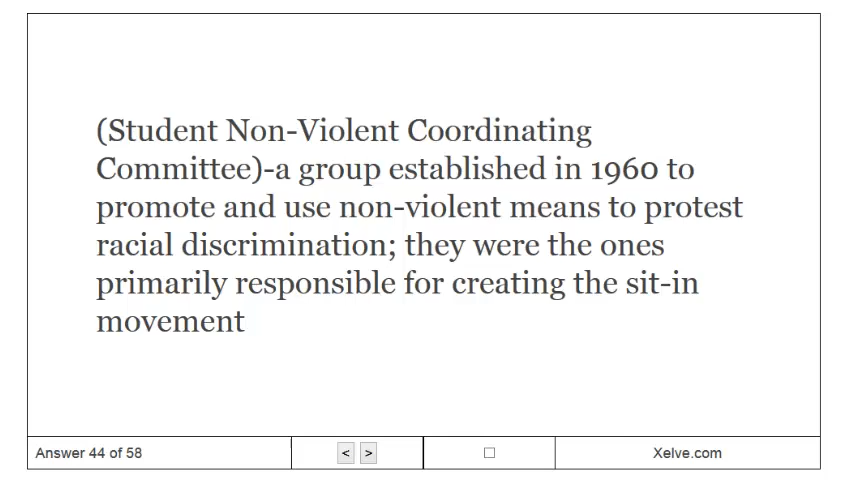 (Student Non-Violent Coordinating
Committee)-a group established in 1960 to
promote and use non-violent means to protest
racial discrimination; they were the ones
primarily responsible for creating the sit-in
movement
Answer 44 of 58
< >
Xelve.com